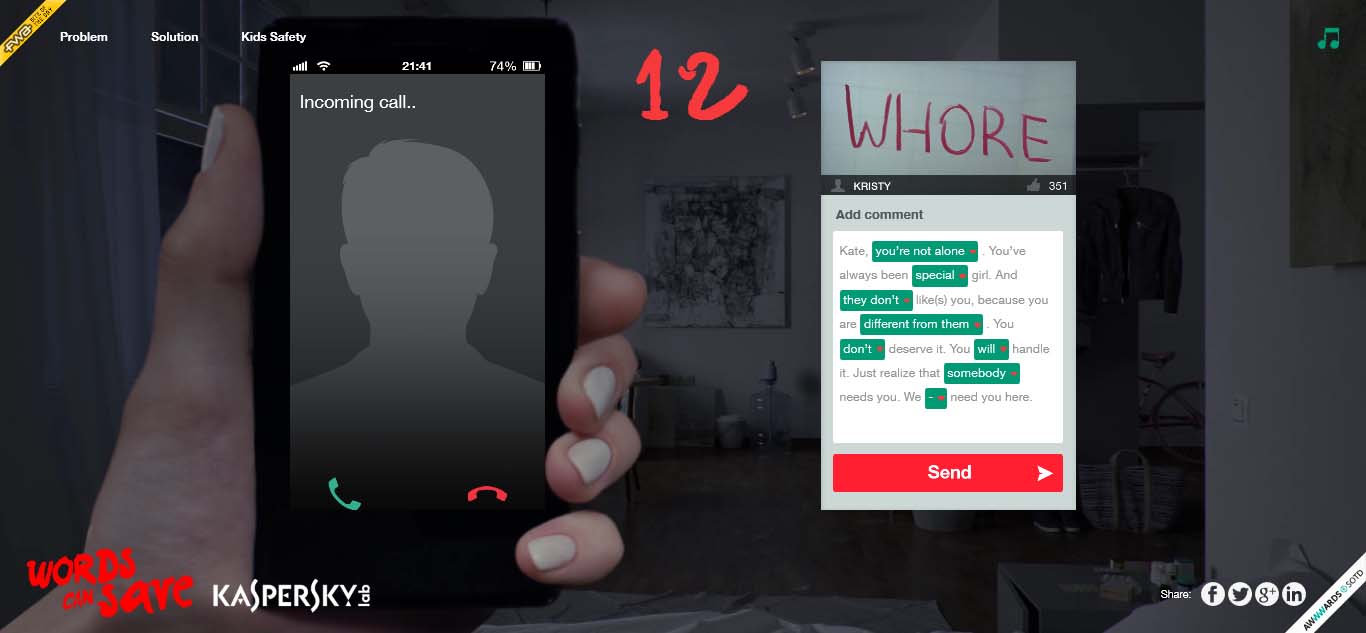 FWA SITE OF THE DAY
Problem
Solution
Kids Safety
21:41
74%
Incoming call..
12
WHORE
KRISTY
351
Add comment
Kate, you're not alone . You've
always been special girl. And
they don't like(s) you, because you
are different from them . You
don't deserve it. You will handle
it. Just realize that somebody
needs you. We - need you here.
Send
WORDS
CAN save
KASPERSKY LAB
Share:
AWWWARDS SOTD